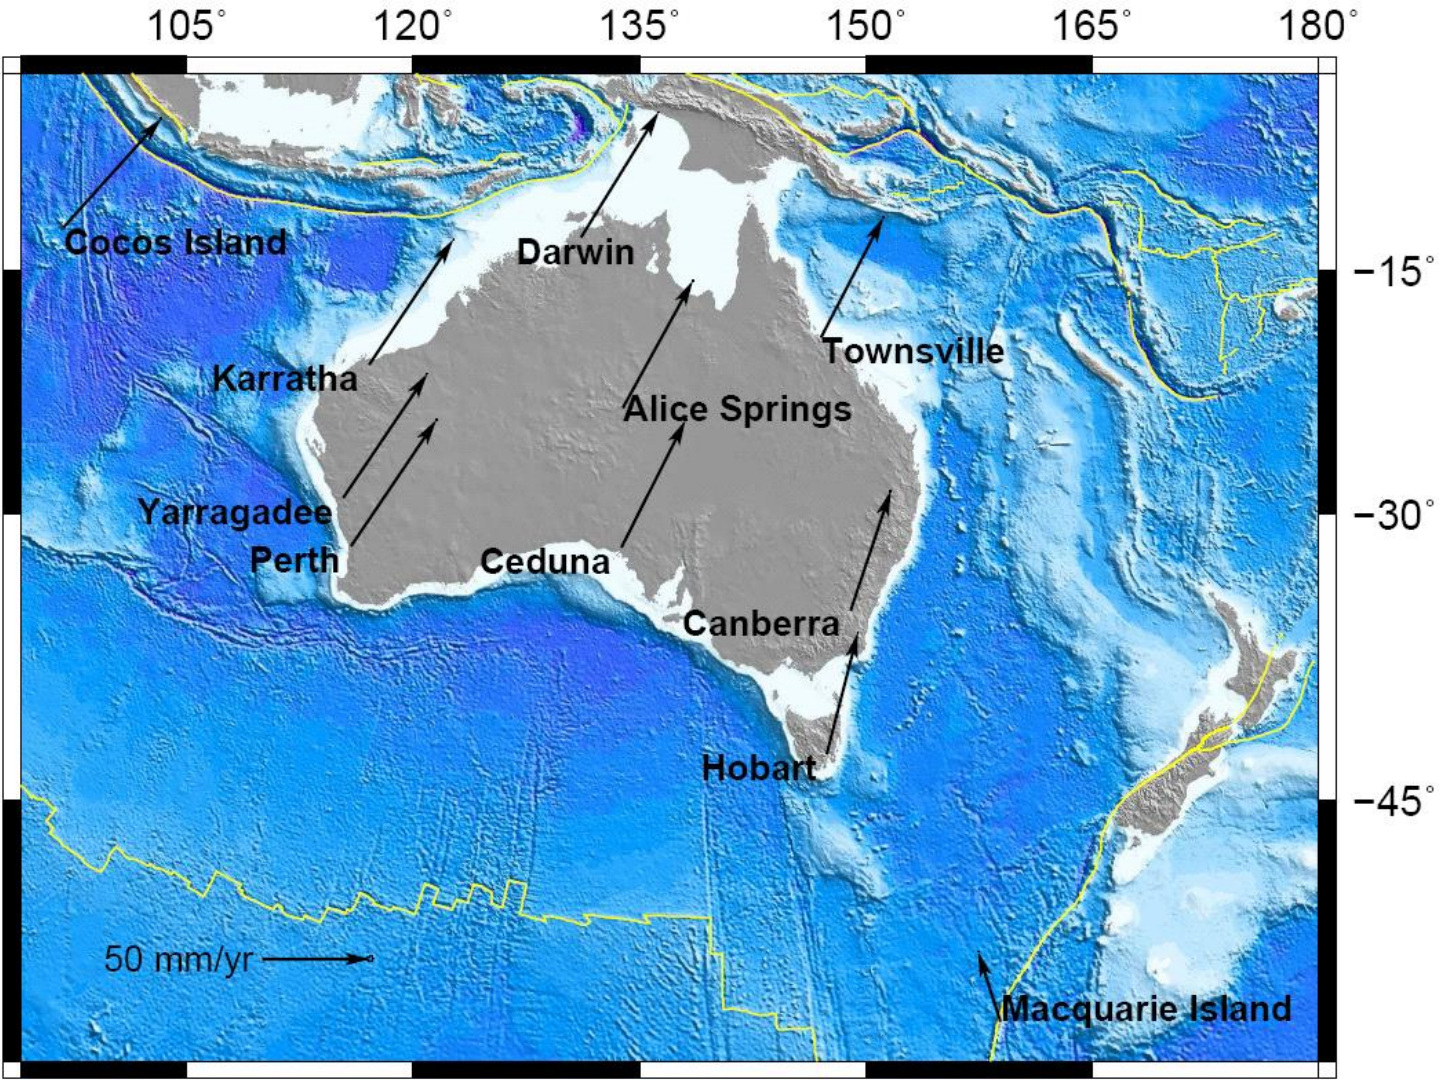 105° 120° 135° 150° 165° 180°
Cocos Island
Darwin
−15°
Townsville
Karratha
Alice Springs
Yarragadee
−30°
Perth
Ceduna
Canberra
Hobart
−45°
50 mm/yr
Macquarie Island